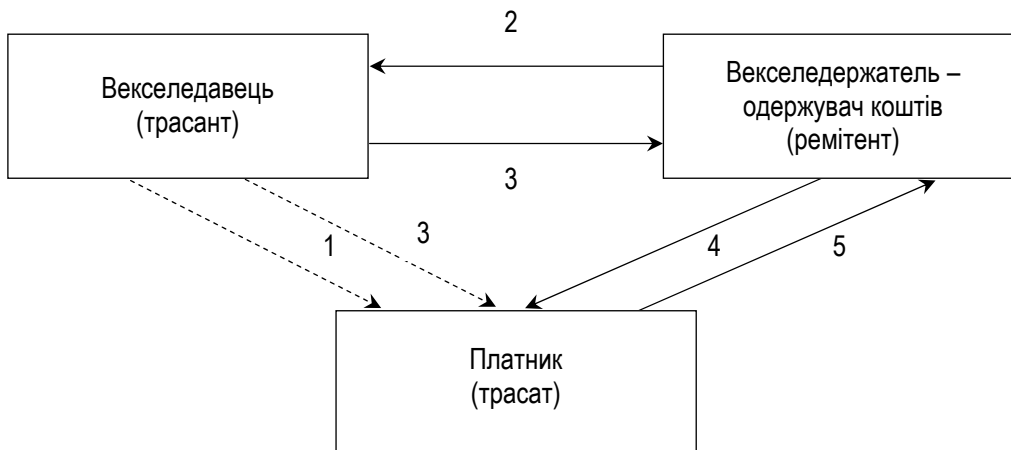 2
Векселедавець
(трасант)
Векселедержатель –
одержувач коштів
(ремітент)
3
1
3
4
5
Платник
(трасат)